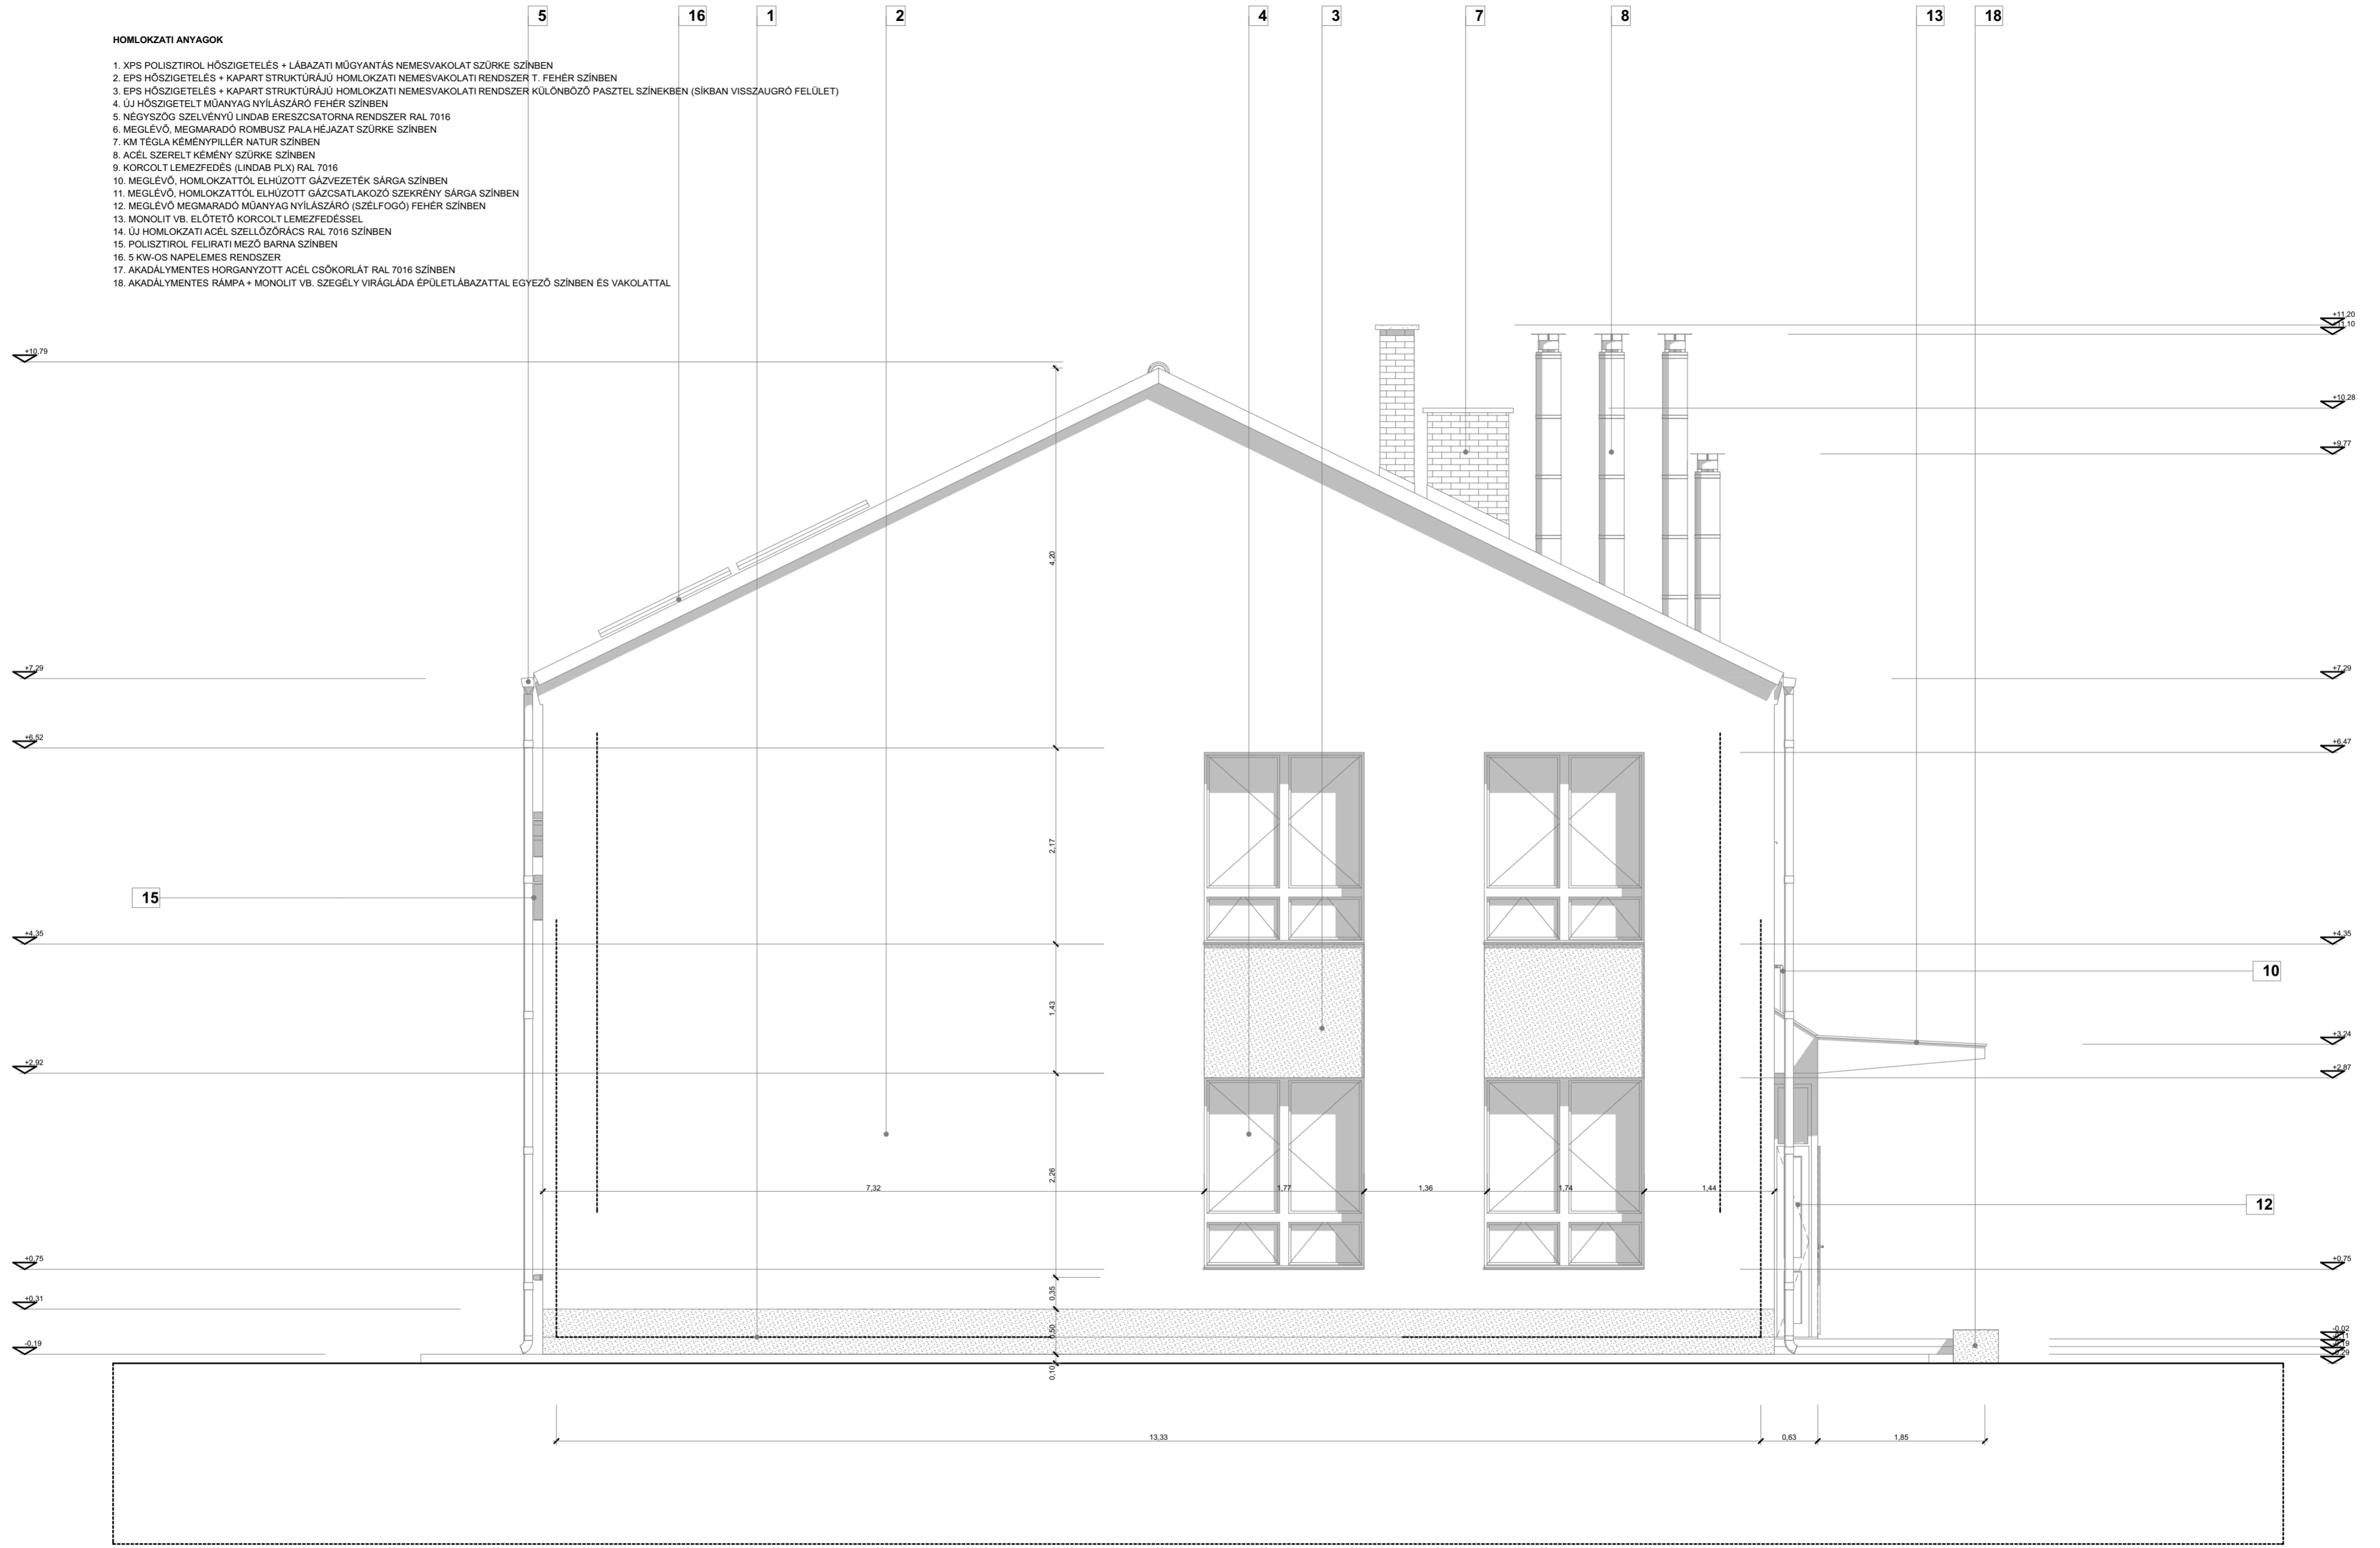 5
16
1
2
4
3
7
8
13
18
HOMLOKZATI ANYAGOK
1. XPS POLISZTIROL HŐSZIGETELÉS + LÁBAZATI MŰGYANTÁS NEMESVAKOLAT SZÜRKE SZÍNBEN
2. EPS HŐSZIGETELÉS + KAPART STRUKTÚRÁJÚ HOMLOKZATI NEMESVAKOLATI RENDSZER T. FEHÉR SZÍNBEN
3. EPS HŐSZIGETELÉS + KAPART STRUKTÚRÁJÚ HOMLOKZATI NEMESVAKOLATI RENDSZER KÜLÖNBÖZŐ PASZTEL SZÍNEKBEN (SÍKBAN VISSZAUGRÓ FELÜLET)
4. ÚJ HŐSZIGETELT MŰANYAG NYÍLÁSZÁRÓ FEHÉR SZÍNBEN
5. NÉGYSZÖG SZELVÉNYŰ LINDAB ERESZCSATORNA RENDSZER RAL 7016
6. MEGLÉVŐ, MEGMARADÓ ROMBUSZ PALA HÉJAZAT SZÜRKE SZÍNBEN
7. KM TÉGLA KÉMÉNYPILLÉR NATUR SZÍNBEN
8. ACÉL SZERELT KÉMÉNY SZÜRKE SZÍNBEN
9. KORCOLT LEMEZFEDÉS (LINDAB PLX) RAL 7016
10. MEGLÉVŐ, HOMLOKZATTÓL ELHÚZOTT GÁZVEZETÉK SÁRGA SZÍNBEN
11. MEGLÉVŐ, HOMLOKZATTÓL ELHÚZOTT GÁZCSATLAKOZÓ SZEKRÉNY SÁRGA SZÍNBEN
12. MEGLÉVŐ MEGMARADÓ MŰANYAG NYÍLÁSZÁRÓ (SZÉLFOGÓ) FEHÉR SZÍNBEN
13. MONOLIT VB. ELŐTETŐ KORCOLT LEMEZFEDÉSSEL
14. ÚJ HOMLOKZATI ACÉL SZELLŐZŐRÁCS RAL 7016 SZÍNBEN
15. POLISZTIROL FELIRATI MEZŐ BARNA SZÍNBEN
16. 5 KW-OS NAPELEMES RENDSZER
17. AKADÁLYMENTES HORGANYZOTT ACÉL CSŐKORLÁT RAL 7016 SZÍNBEN
18. AKADÁLYMENTES RÁMPA + MONOLIT VB. SZEGÉLY VIRÁGLÁDA ÉPÜLETLÁBAZATTAL EGYEZŐ SZÍNBEN ÉS VAKOLATTAL
+11,20
+11,10
+10,79
+10,28
+9,77
4,20
+7,29
+7,29
+6,52
+6,47
2,17
15
+4,35
+4,35
10
1,43
+3,24
+2,92
+2,87
2,26
7,32
1,77
1,36
1,74
1,44
12
+0,75
+0,75
0,35
+0,31
0,50
-0,02
-0,19
0,10
13,33
0,63
1,85